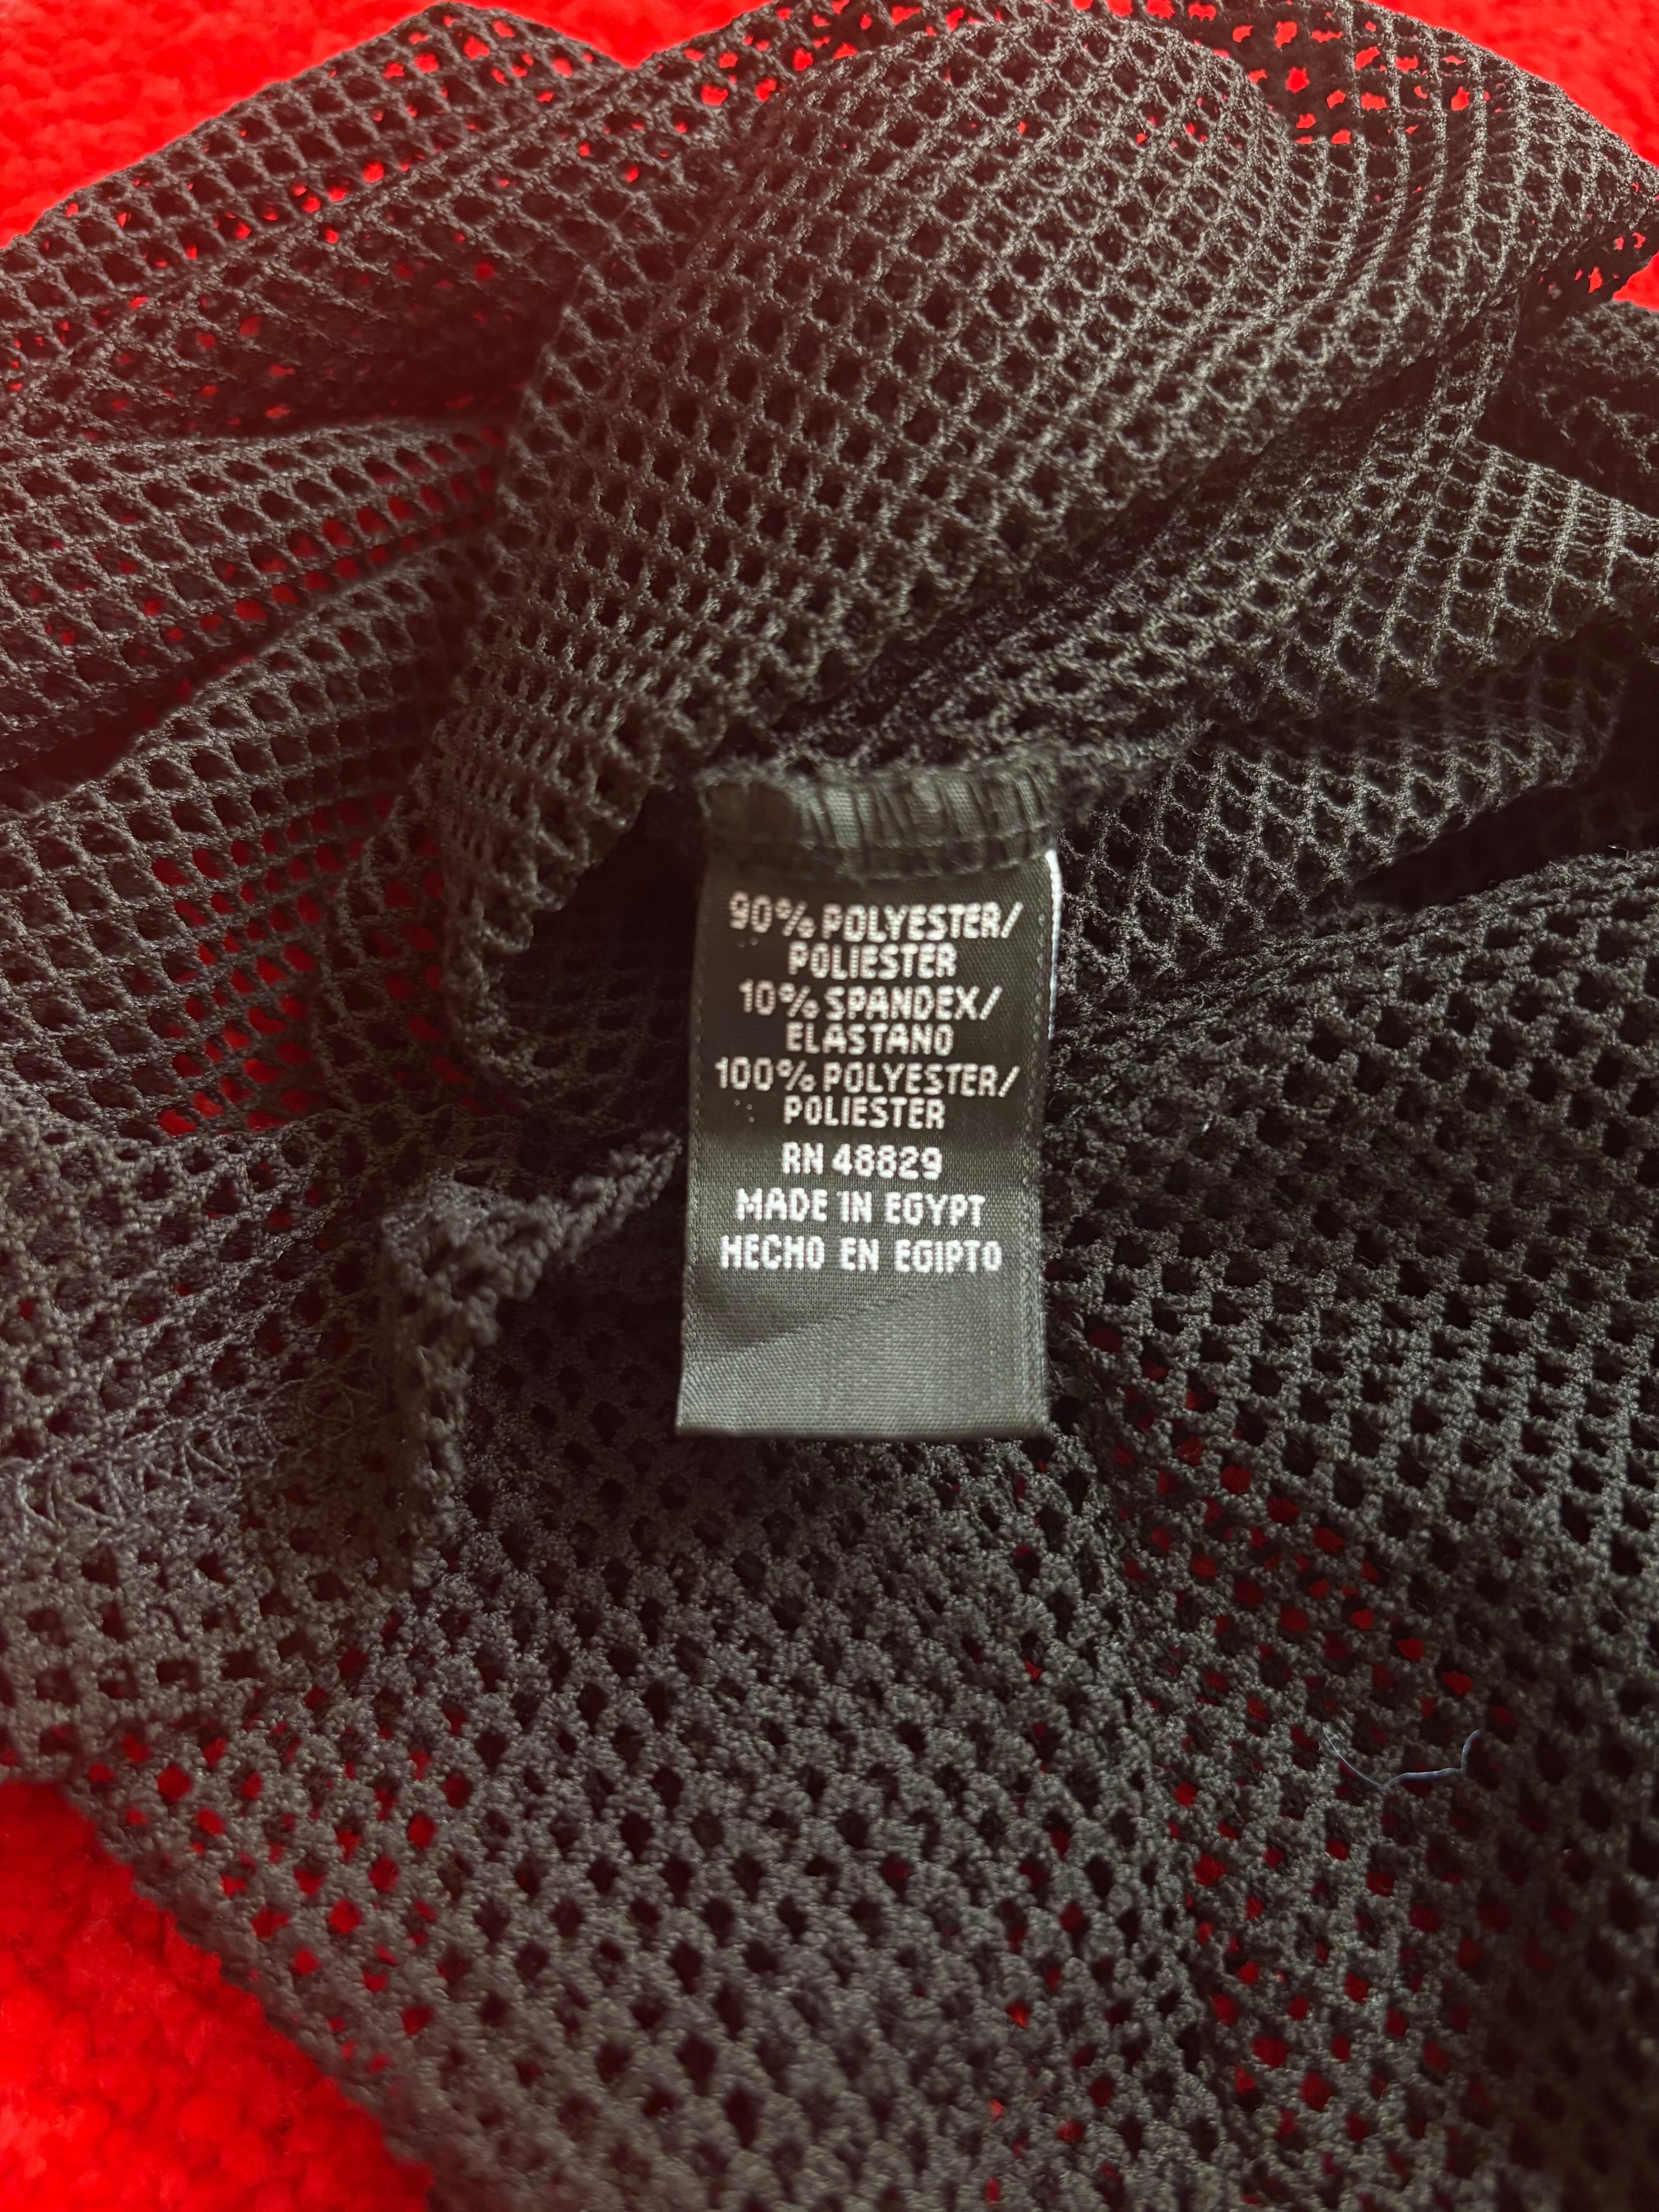 90% POLYESTER/
POLIESTER
10% SPANDEX/
ELASTANO
100% POLYESTER/
POLIESTER
RN 48829
MADE IN EGYPT
HECHO EN EGIPTO